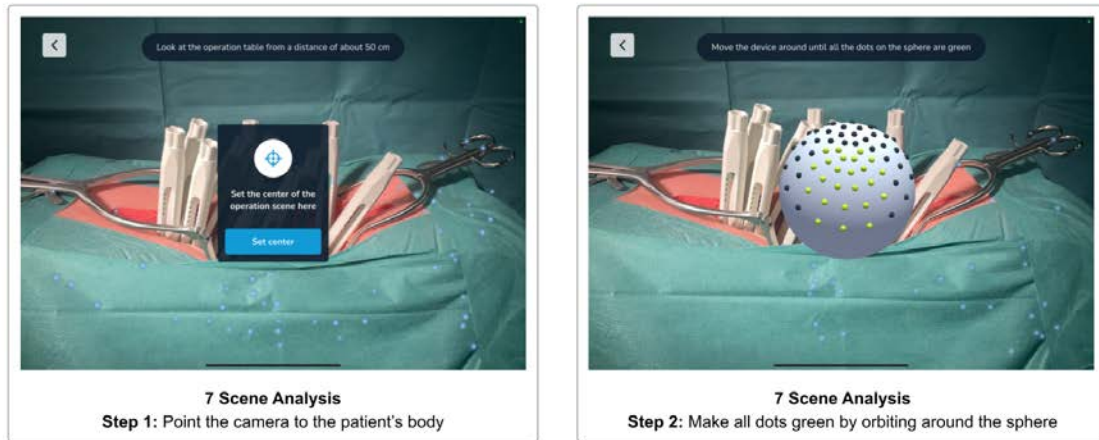 Look at the operation table from a distance of about 50 cm
Set the center of the
operation scene here
Set center
7 Scene Analysis
Step 1: Point the camera to the patient's body
Move the device around until all the dots on the sphere are green
7 Scene Analysis
Step 2: Make all dots green by orbiting around the sphere